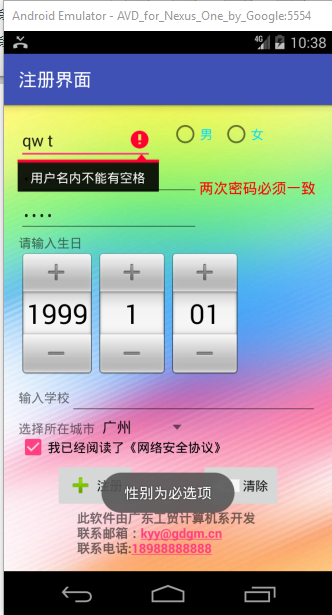 Android Emulator - AVD_for_Nexus_One_by_Google:5554
4G 10:38
注册界面
qw t 男 女
用户名内不能有空格
两次密码必须一致
请输入生日
1999 1 01
输入学校
选择所在城市 广州
我已经阅读了《网络安全协议》
注册 清除
性别为必选项
此软件由广东工贸计算机系开发
联系邮箱：kyy@gdgm.cn
联系电话:18988888888